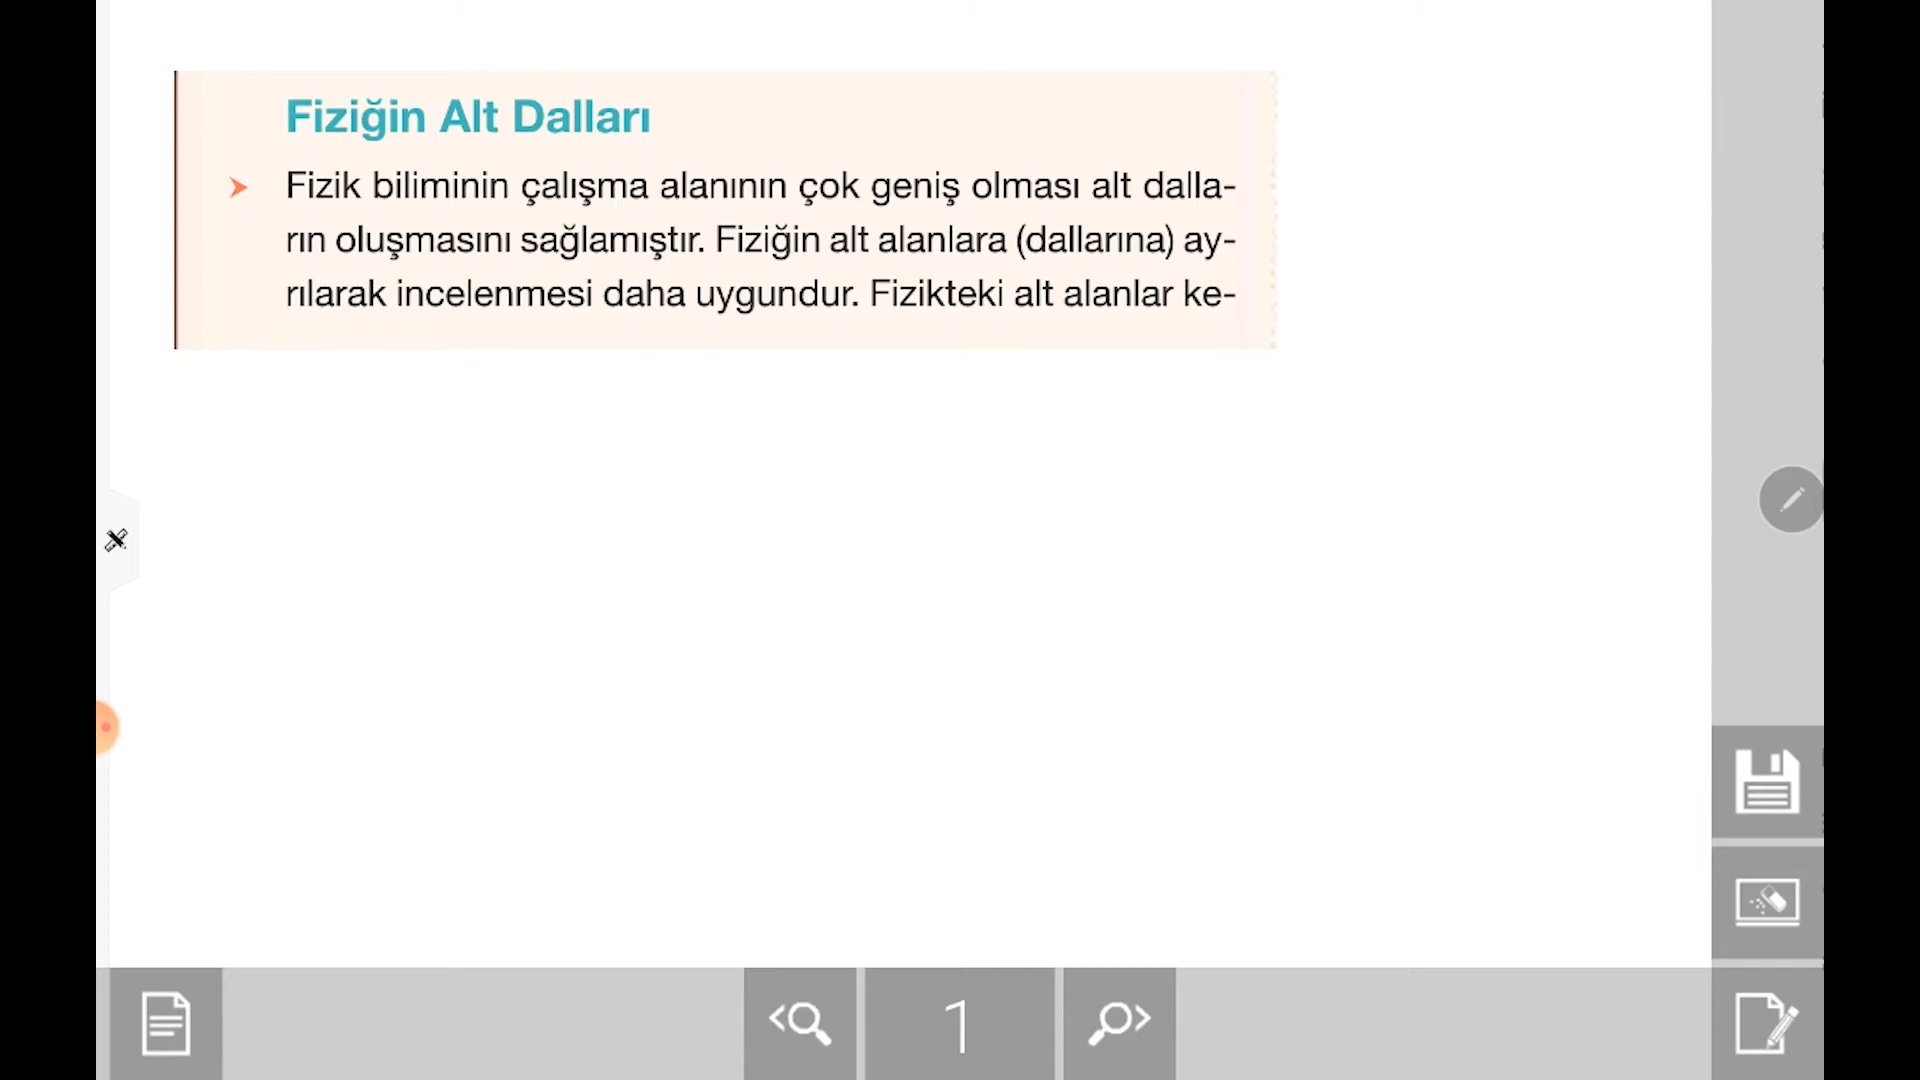 Fiziğin Alt Dalları
Fizik biliminin çalışma alanının çok geniş olması alt dalla-
rın oluşmasını sağlamıştır. Fiziğin alt alanlara (dallarına) ay-
rılarak incelenmesi daha uygundur. Fizikteki alt alanlar ke-
1